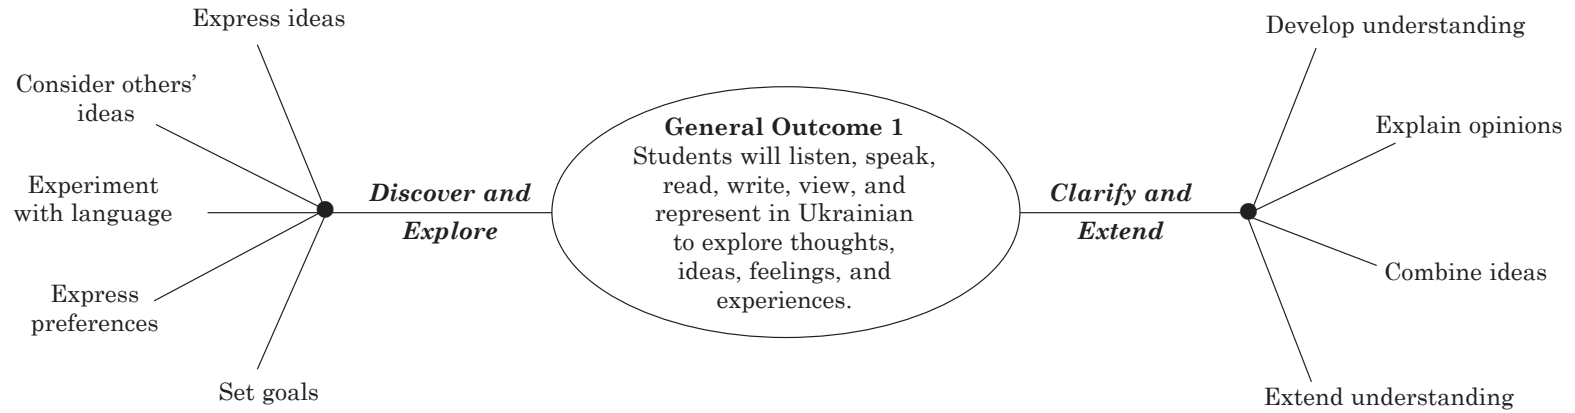 Express ideas
Consider others’
ideas
Experiment
with language
Express
preferences
Set goals
Discover and
Explore
General Outcome 1
Students will listen, speak,
read, write, view, and
represent in Ukrainian
to explore thoughts,
ideas, feelings, and
experiences.
Clarify and
Extend
Develop understanding
Explain opinions
Combine ideas
Extend understanding